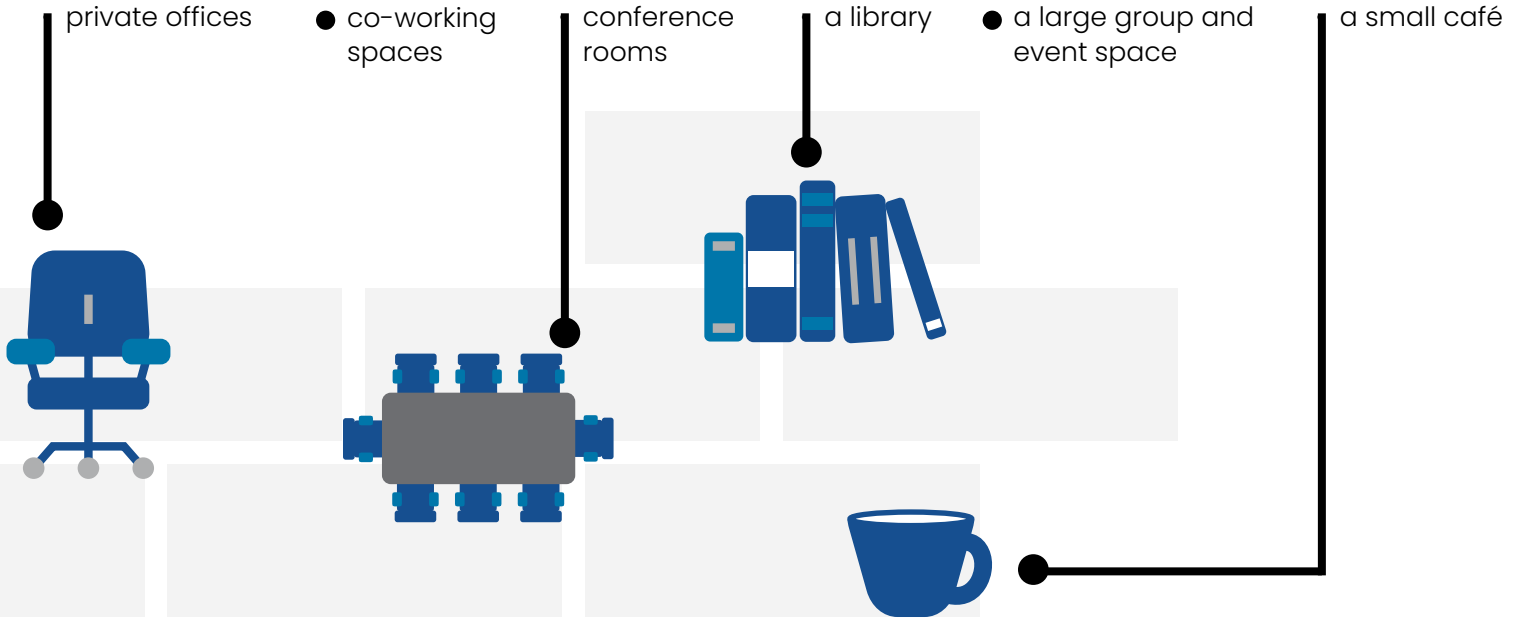 private offices
co-working
spaces
conference
rooms
a library
a large group and
event space
a small café